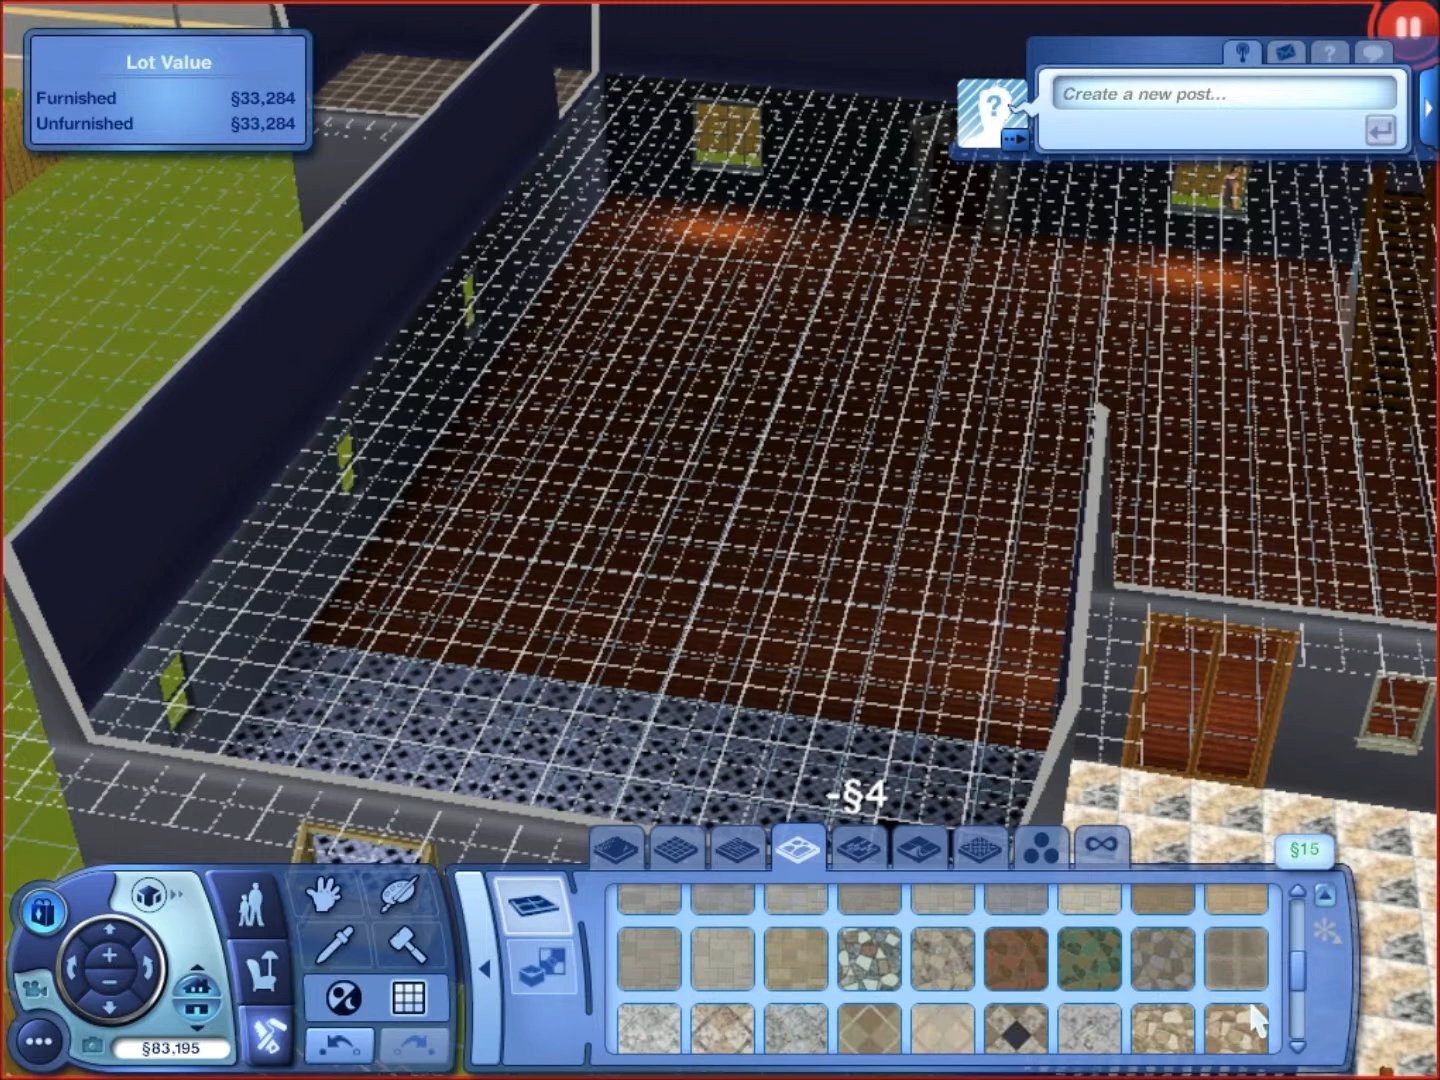 Lot Value
Furnished §33,284
Unfurnished §33,284
Create a new post...
-§4
§15
§83,195